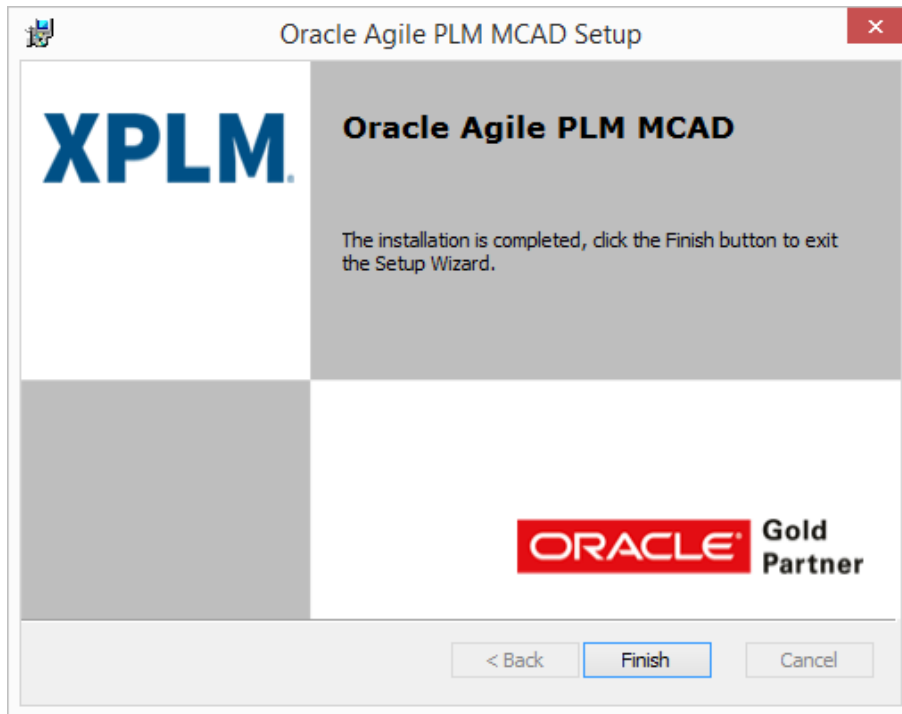 Oracle Agile PLM MCAD Setup
XPLM
Oracle Agile PLM MCAD
The installation is completed, click the Finish button to exit
the Setup Wizard.
ORACLE
Gold
Partner
< Back
Finish
Cancel